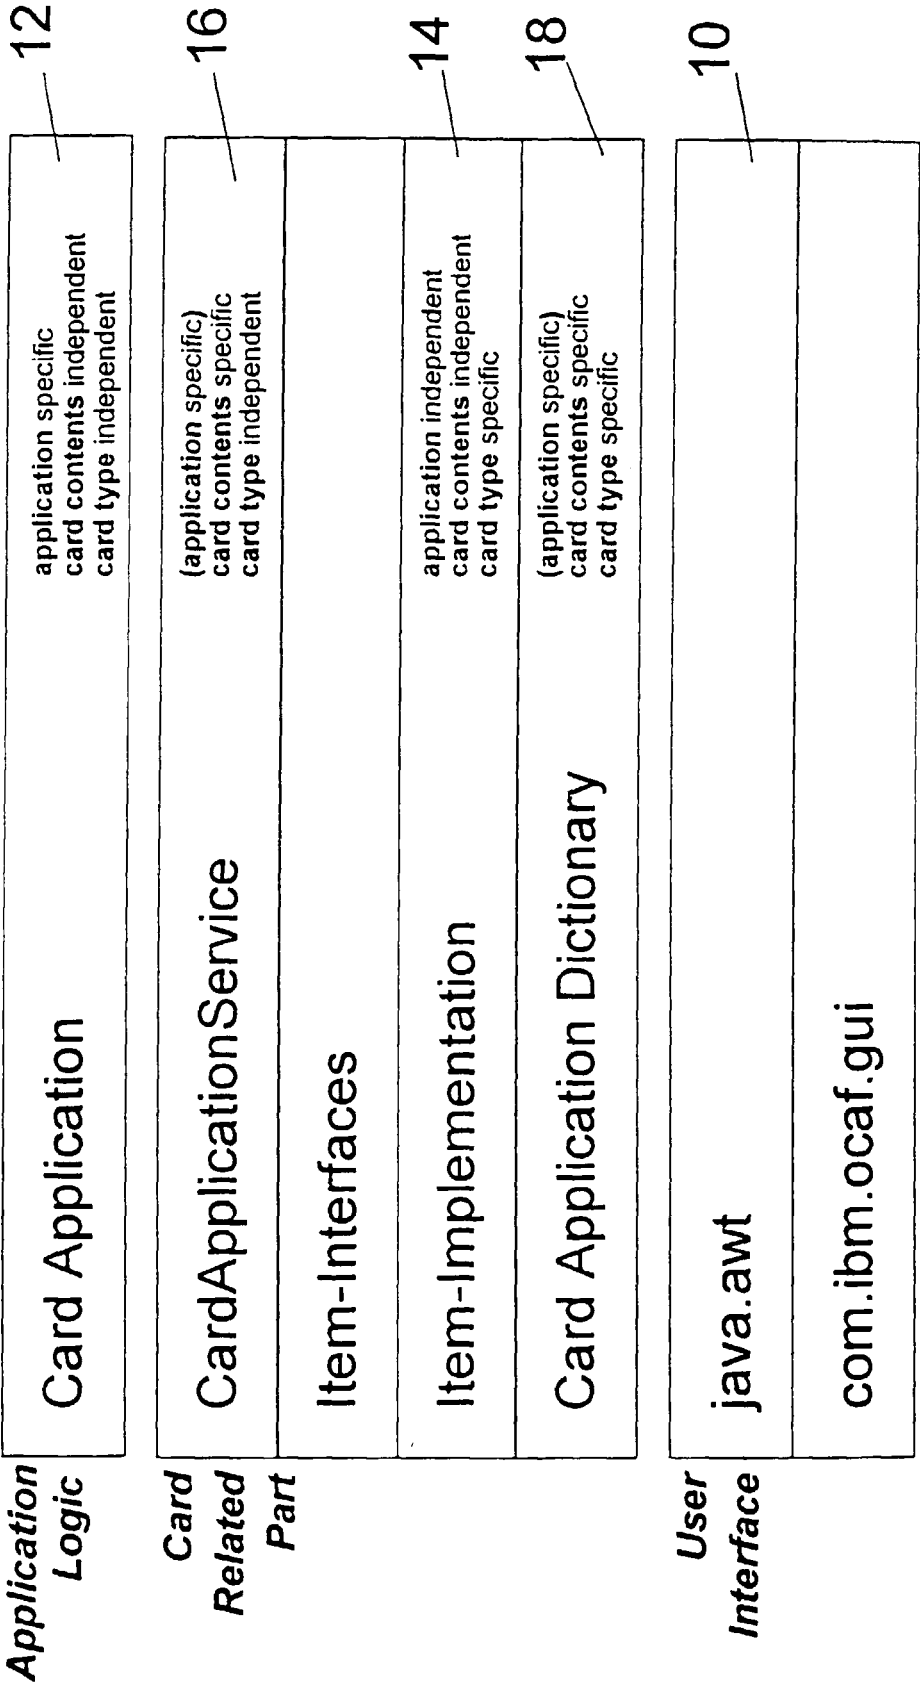 Application
Logic
Card Application
application specific
card contents independent
card type independent
12
Card
Related
Part
CardApplicationService
(application specific)
card contents specific
card type independent
16
Item-Interfaces
Item-Implementation
application independent
card contents independent
card type specific
14
Card Application Dictionary
(application specific)
card contents specific
card type specific
18
User
Interface
java.awt
10
com.ibm.ocaf.gui